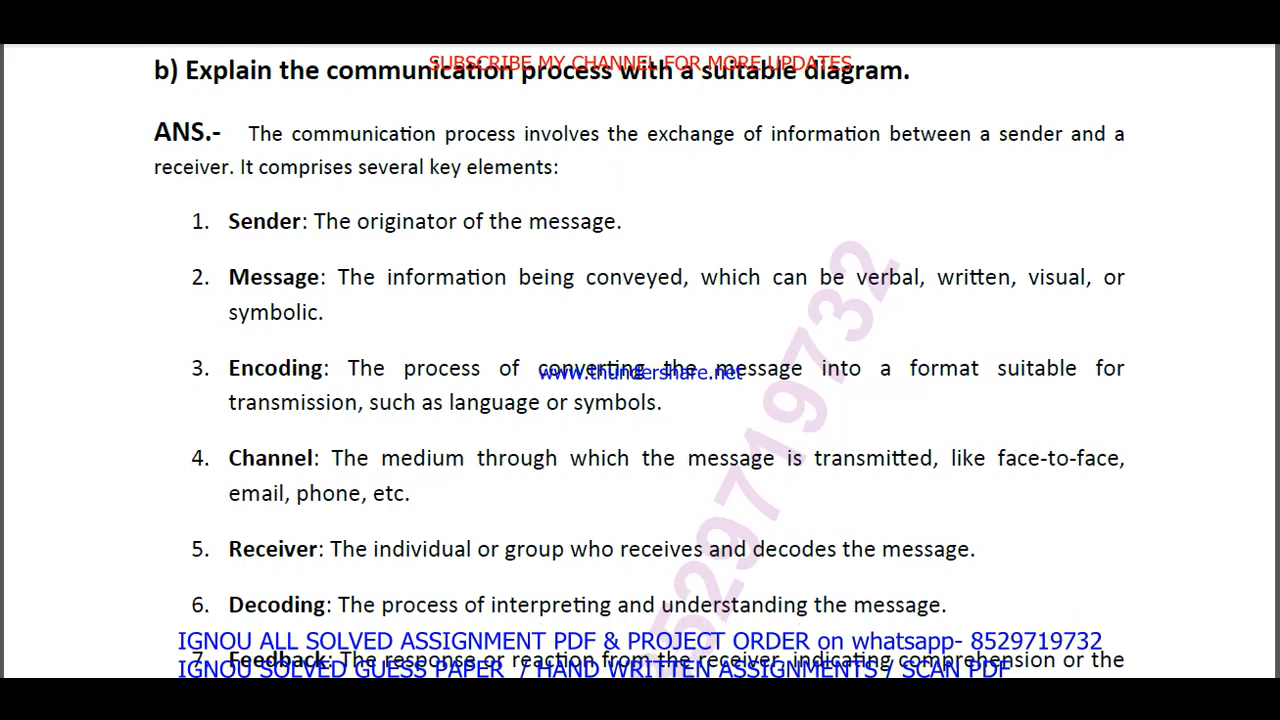 SUBSCRIBE MY CHANNEL FOR MORE UPDATES
b) Explain the communication process with a suitable diagram.
ANS.- The communication process involves the exchange of information between a sender and a
receiver. It comprises several key elements:
1. Sender: The originator of the message.
2. Message: The information being conveyed, which can be verbal, written, visual, or
symbolic.
3. Encoding: The process of converting the message into a format suitable for
www.thundershare.net
transmission, such as language or symbols.
4. Channel: The medium through which the message is transmitted, like face-to-face,
email, phone, etc.
5. Receiver: The individual or group who receives and decodes the message.
6. Decoding: The process of interpreting and understanding the message.
IGNOU ALL SOLVED ASSIGNMENT PDF & PROJECT ORDER on whatsapp- 8529719732
7. Feedback: The response or reaction from the receiver, indicating comprehension or the
IGNOU SOLVED GUESS PAPER / HAND WRITTEN ASSIGNMENTS / SCAN PDF
8529719732